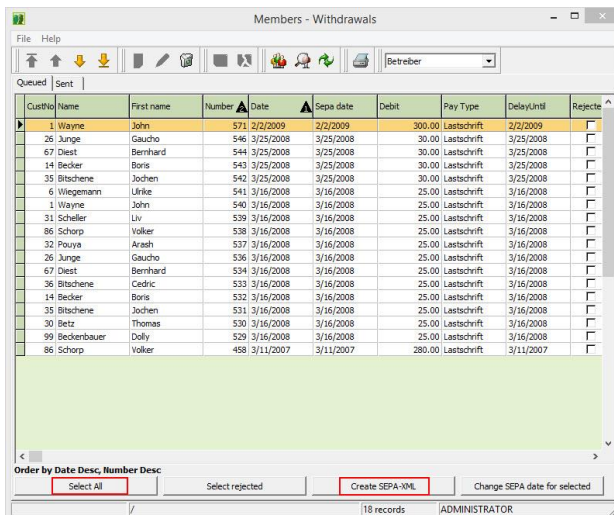 Members - Withdrawals
File Help
Betreiber
Queued Sent
CustNo Name First name Number Date Sepa date Debit Pay Type DelayUntil Rejecte
1 Wayne John 571 2/2/2009 2/2/2009 300.00 Lastschrift 2/2/2009
26 Junge Gaucho 546 3/25/2008 3/25/2008 30.00 Lastschrift 3/25/2008
67 Diest Bernhard 544 3/25/2008 3/25/2008 30.00 Lastschrift 3/25/2008
14 Becker Boris 543 3/25/2008 3/25/2008 30.00 Lastschrift 3/25/2008
35 Bitschene Jochen 542 3/25/2008 3/25/2008 30.00 Lastschrift 3/25/2008
6 Wiegemann Ulrike 541 3/16/2008 3/16/2008 25.00 Lastschrift 3/16/2008
1 Wayne John 540 3/16/2008 3/16/2008 25.00 Lastschrift 3/16/2008
31 Scheller Liv 539 3/16/2008 3/16/2008 25.00 Lastschrift 3/16/2008
86 Schorp Volker 538 3/16/2008 3/16/2008 25.00 Lastschrift 3/16/2008
32 Pouya Arash 537 3/16/2008 3/16/2008 25.00 Lastschrift 3/16/2008
26 Junge Gaucho 536 3/16/2008 3/16/2008 25.00 Lastschrift 3/16/2008
67 Diest Bernhard 534 3/16/2008 3/16/2008 25.00 Lastschrift 3/16/2008
36 Bitschene Cedric 533 3/16/2008 3/16/2008 25.00 Lastschrift 3/16/2008
14 Becker Boris 532 3/16/2008 3/16/2008 25.00 Lastschrift 3/16/2008
35 Bitschene Jochen 531 3/16/2008 3/16/2008 25.00 Lastschrift 3/16/2008
30 Betz Thomas 530 3/16/2008 3/16/2008 25.00 Lastschrift 3/16/2008
99 Beckenbauer Dolly 529 3/16/2008 3/16/2008 25.00 Lastschrift 3/16/2008
86 Schorp Volker 458 3/11/2007 3/11/2007 280.00 Lastschrift 3/11/2007
Order by Date Desc, Number Desc
Select All Select rejected Create SEPA-XML Change SEPA date for selected
/ 18 records ADMINISTRATOR